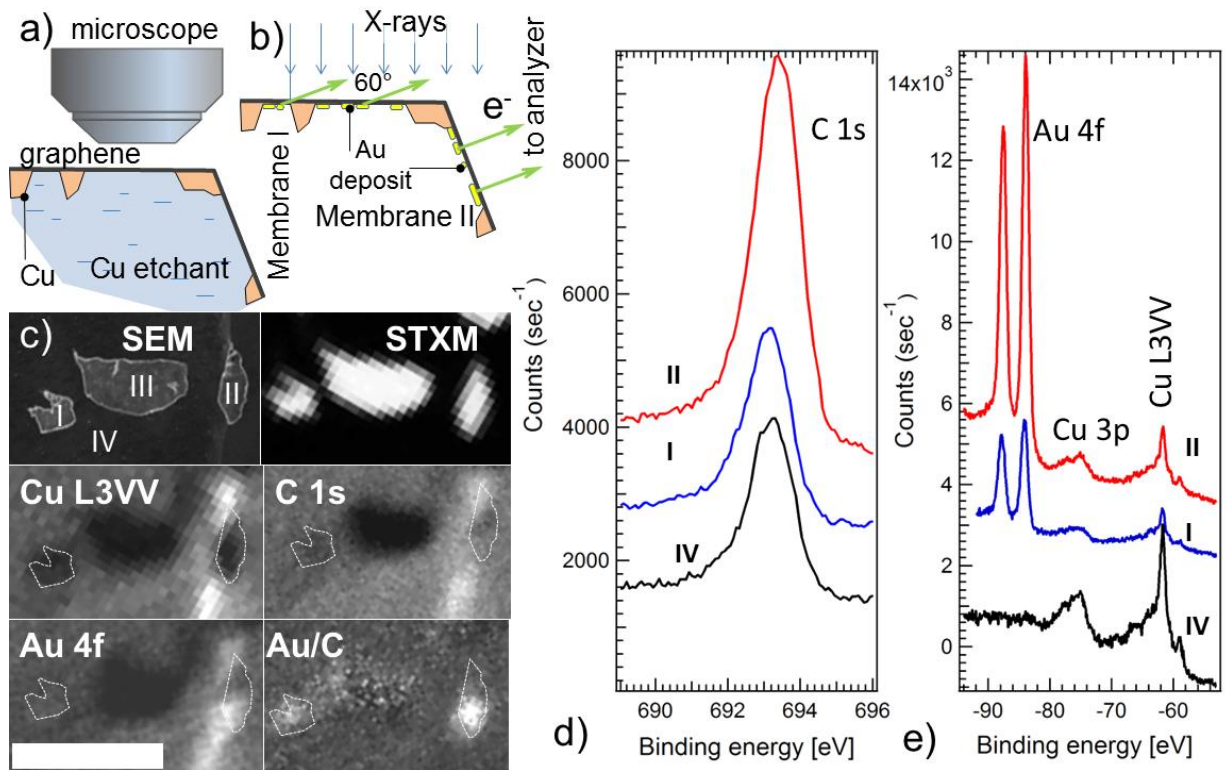 a)
microscope
graphene
Cu
Cu etchant
b)
X-rays
60°
e-
to analyzer
Membrane I
Au
deposit
Membrane II
c)
SEM
I
III
II
IV
STXM
Cu L3VV
C 1s
Au 4f
Au/C
Counts (sec-1)
8000
6000
4000
2000
C 1s
II
I
IV
690
692
694
696
Binding energy [eV]
d)
Counts (sec-1)
14x10³
12
10
8
6
4
2
0
Au 4f
Cu 3p
Cu L3VV
II
I
IV
-90
-80
-70
-60
Binding energy [eV]
e)